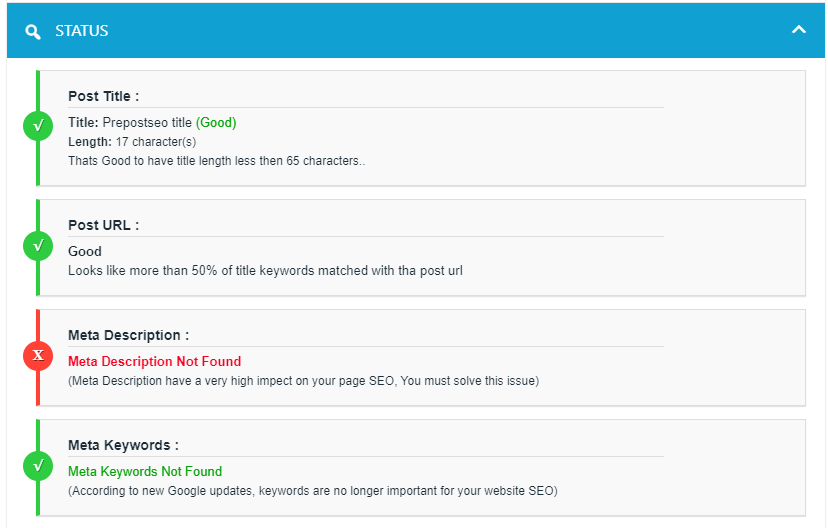 STATUS
Post Title :
√
Title: Prepostseo title (Good)
Length: 17 character(s)
Thats Good to have title length less then 65 characters..
Post URL :
√
Good
Looks like more than 50% of title keywords matched with tha post url
Meta Description :
X
Meta Description Not Found
(Meta Description have a very high impect on your page SEO, You must solve this issue)
Meta Keywords :
√
Meta Keywords Not Found
(According to new Google updates, keywords are no longer important for your website SEO)